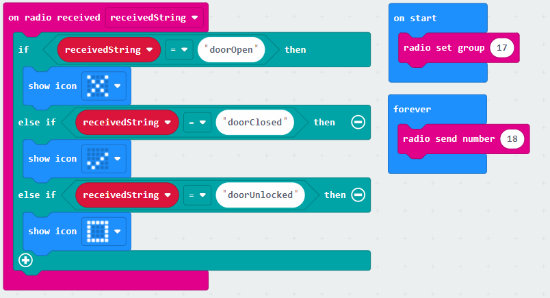 on radio received receivedString
if receivedString = "doorOpen" then
show icon
else if receivedString = "doorClosed" then
show icon
else if receivedString = "doorUnlocked" then
show icon
on start
radio set group 17
forever
radio send number 18